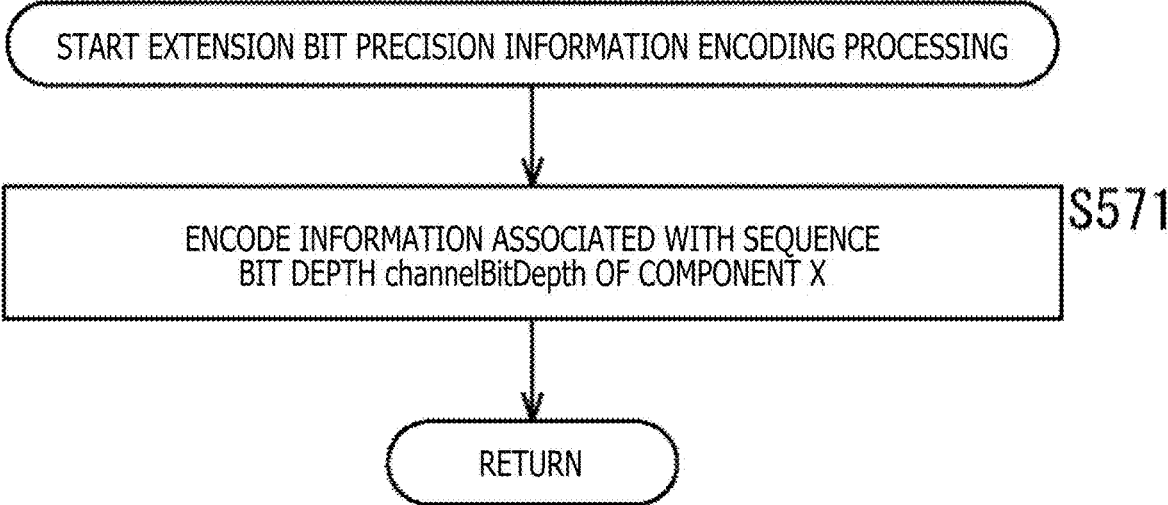 START EXTENSION BIT PRECISION INFORMATION ENCODING PROCESSING
S571
ENCODE INFORMATION ASSOCIATED WITH SEQUENCE
BIT DEPTH channelBitDepth OF COMPONENT X
RETURN